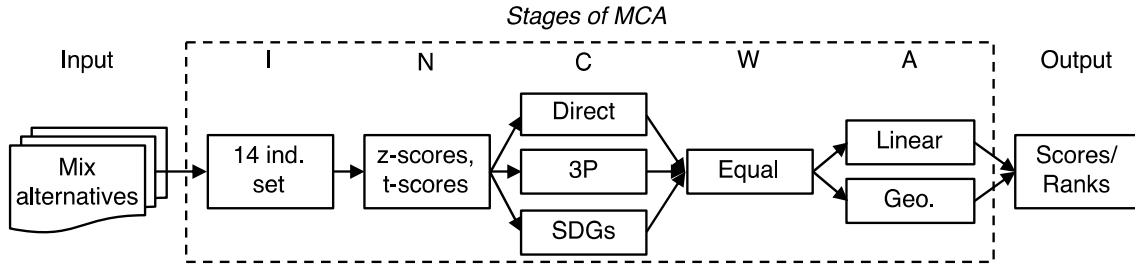 Stages of MCA
Input
I
N
C
W
A
Output
Mix
alternatives
14 ind.
set
z-scores,
t-scores
Direct
3P
SDGs
Equal
Linear
Geo.
Scores/
Ranks